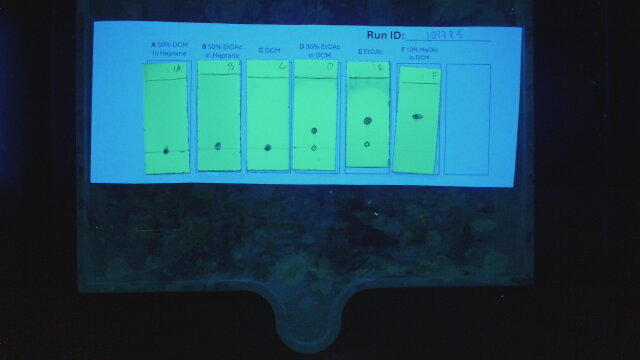 Run ID: 101785
A 50% DCM
in Heptane
B 50% EtOAc
in Heptane
C DCM
D 50% EtOAc
in DCM
E EtOAc
F 10% MeOH
in DCM
A
B
C
D
E
F